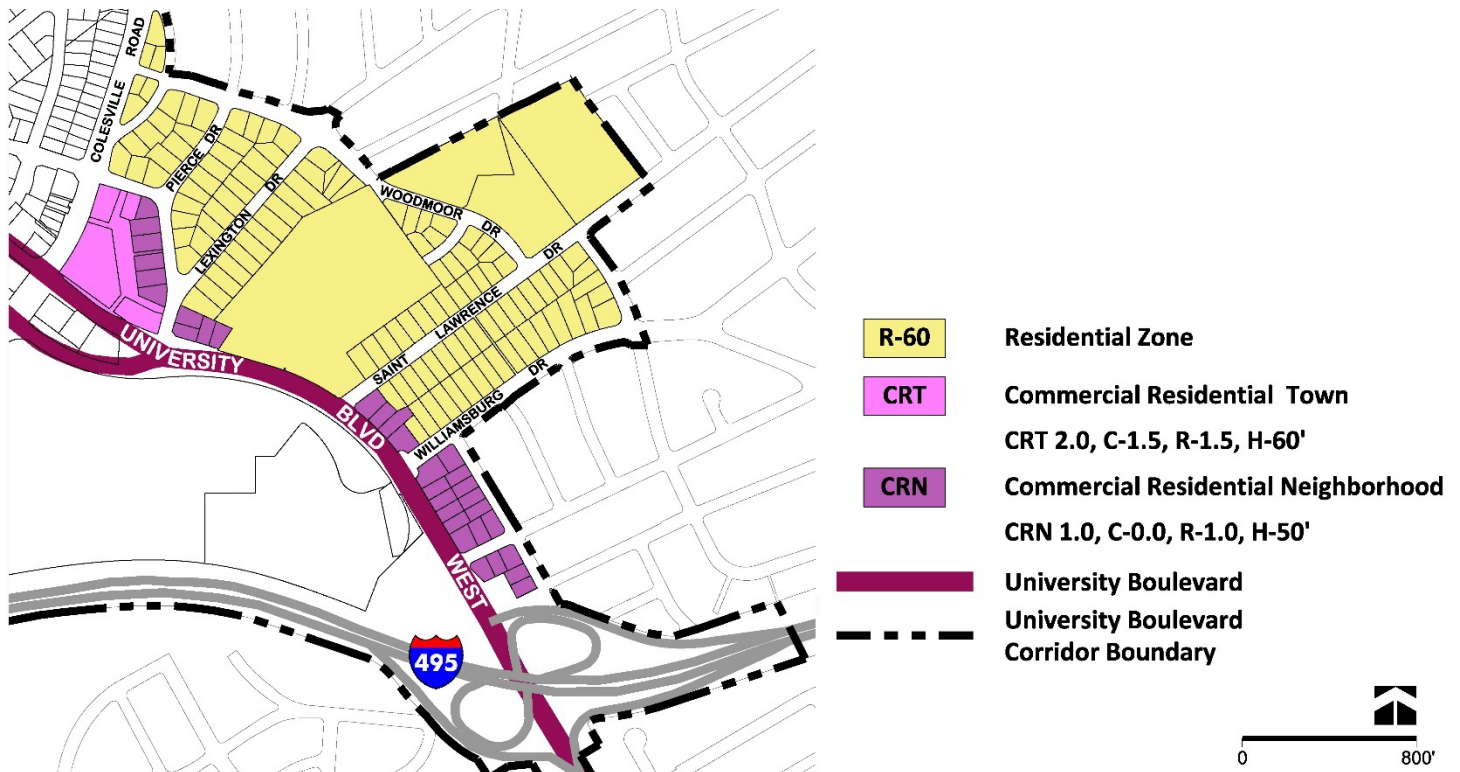 COLESVILLE ROAD
PIERCE DR
LEXINGTON DR
WOODMOOR DR
SAINT LAWRENCE DR
WILLIAMSBURG DR
UNIVERSITY BLVD WEST
495
R-60 Residential Zone
CRT Commercial Residential Town
CRT 2.0, C-1.5, R-1.5, H-60'
CRN Commercial Residential Neighborhood
CRN 1.0, C-0.0, R-1.0, H-50'
University Boulevard
University Boulevard
Corridor Boundary
0 800'